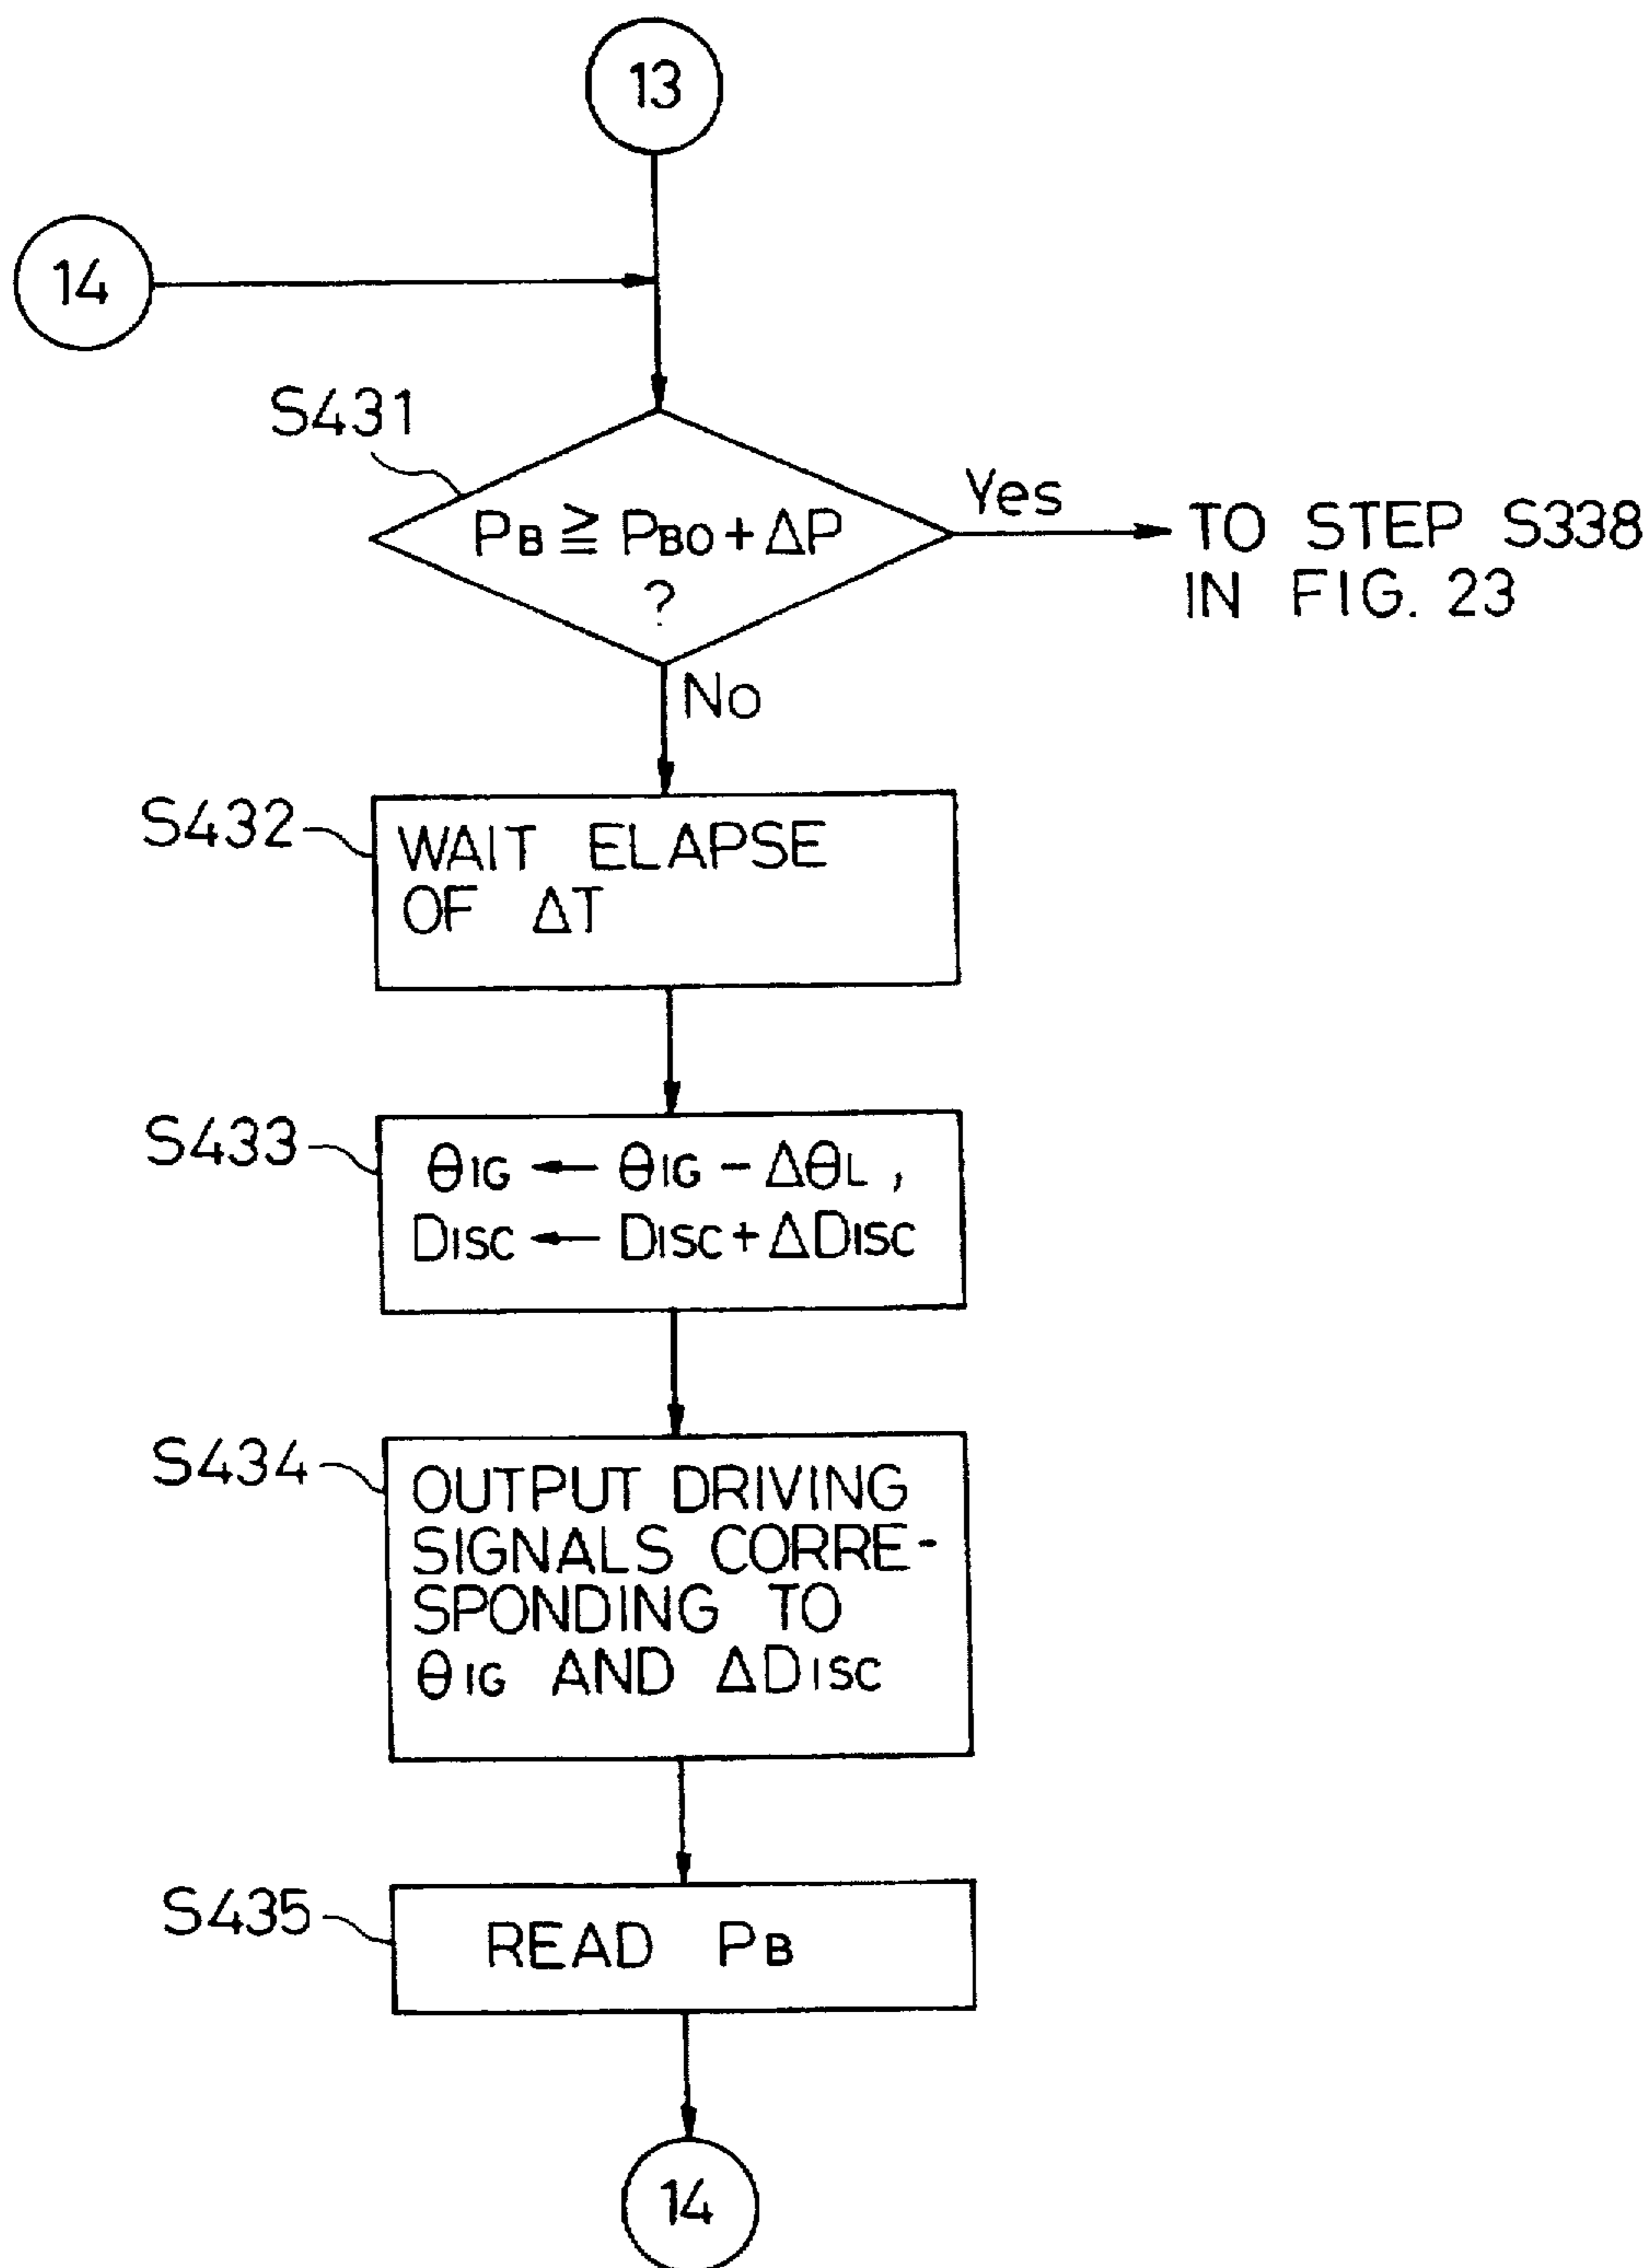 13
14
S431
PB ≧ PBO + ΔP
?
Yes
TO STEP S338
IN FIG. 23
No
S432
WAIT ELAPSE
OF ΔT
S433
θIG ← θIG − ΔθL ,
DISC ← DISC + ΔDISC
S434
OUTPUT DRIVING
SIGNALS CORRE-
SPONDING TO
θIG AND ΔDISC
S435
READ PB
14